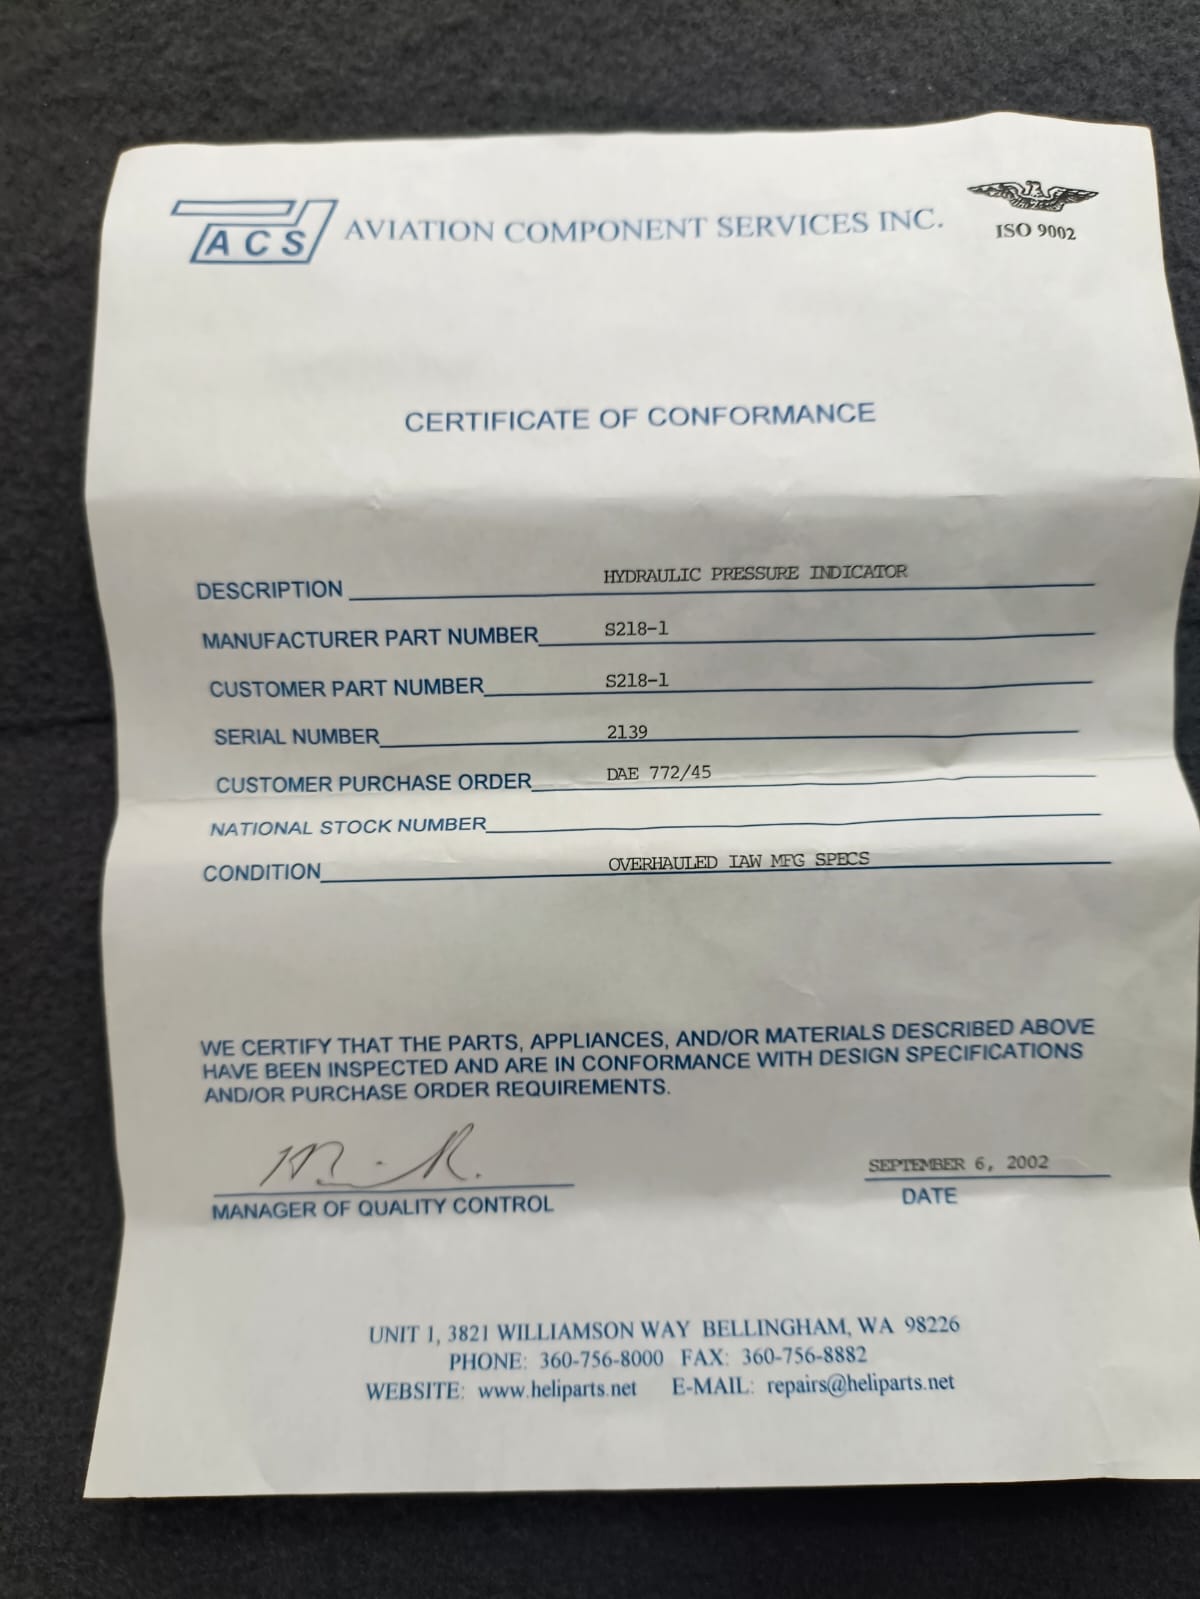 ACS AVIATION COMPONENT SERVICES INC.
ISO 9002
CERTIFICATE OF CONFORMANCE
DESCRIPTION HYDRAULIC PRESSURE INDICATOR
MANUFACTURER PART NUMBER S218-1
CUSTOMER PART NUMBER S218-1
SERIAL NUMBER 2139
CUSTOMER PURCHASE ORDER DAE 772/45
NATIONAL STOCK NUMBER
CONDITION OVERHAULED IAW MFG SPECS
WE CERTIFY THAT THE PARTS, APPLIANCES, AND/OR MATERIALS DESCRIBED ABOVE
HAVE BEEN INSPECTED AND ARE IN CONFORMANCE WITH DESIGN SPECIFICATIONS
AND/OR PURCHASE ORDER REQUIREMENTS.
SEPTEMBER 6, 2002
MANAGER OF QUALITY CONTROL DATE
UNIT 1, 3821 WILLIAMSON WAY BELLINGHAM, WA 98226
PHONE: 360-756-8000 FAX: 360-756-8882
WEBSITE: www.heliparts.net E-MAIL: repairs@heliparts.net